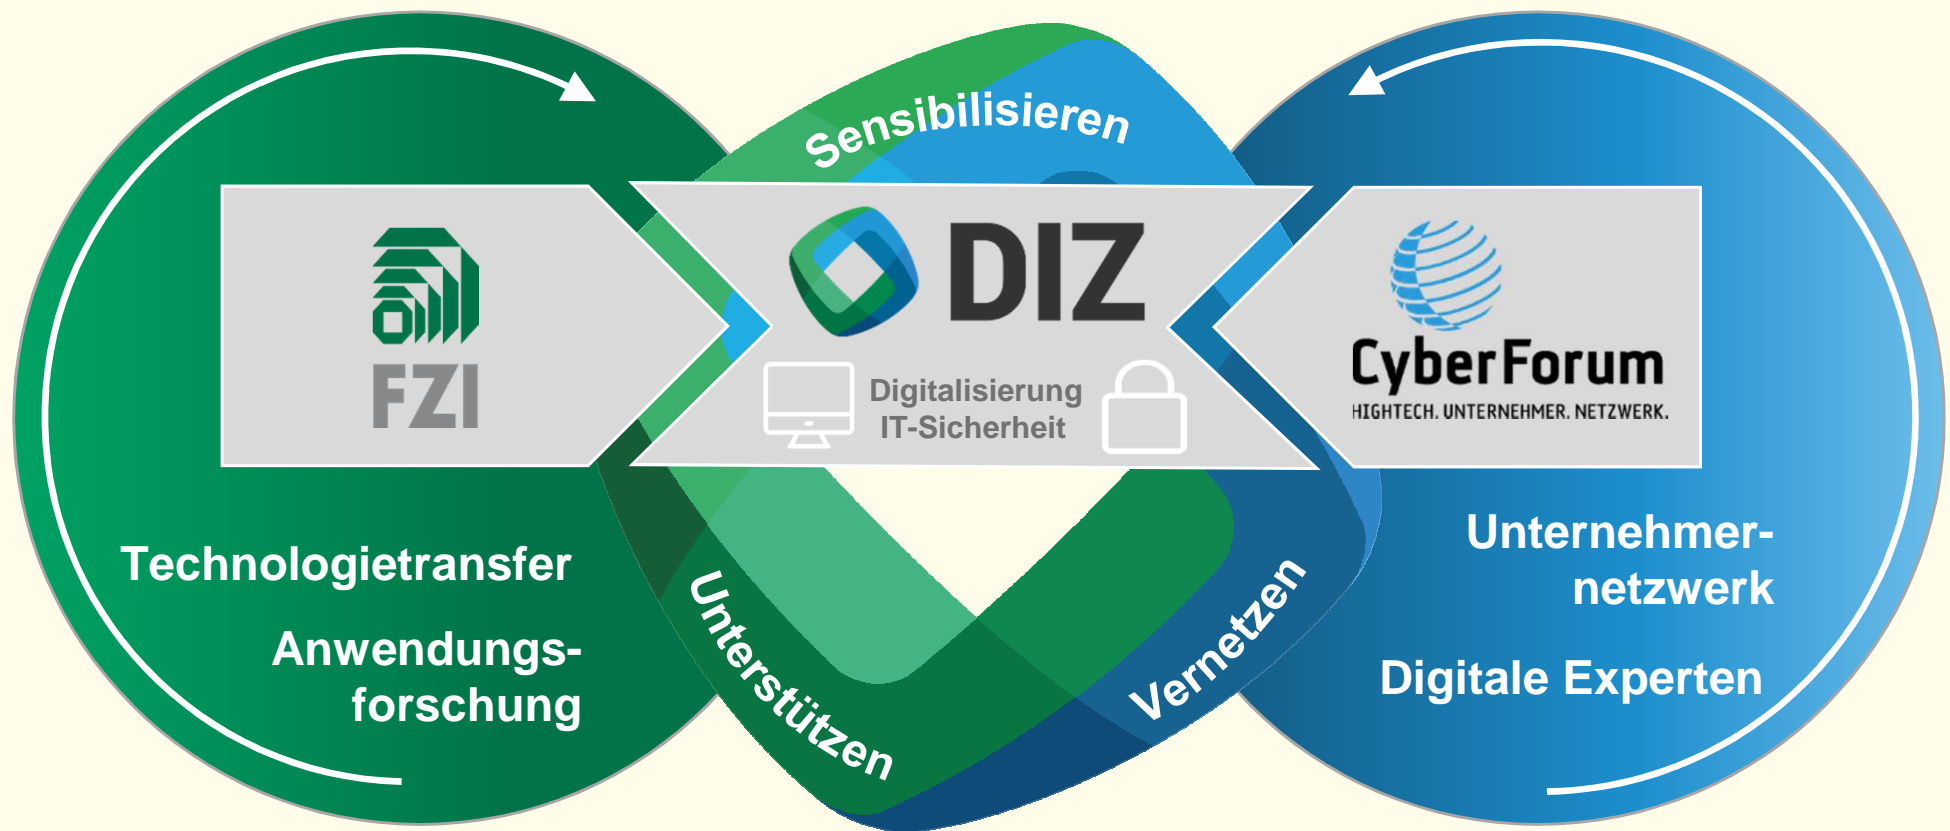 Sensibilisieren
FZI
DIZ
Digitalisierung
IT-Sicherheit
CyberForum
HIGHTECH. UNTERNEHMER. NETZWERK.
Technologietransfer
Anwendungs-
forschung
Unterstützen
Vernetzen
Unternehmer-
netzwerk
Digitale Experten